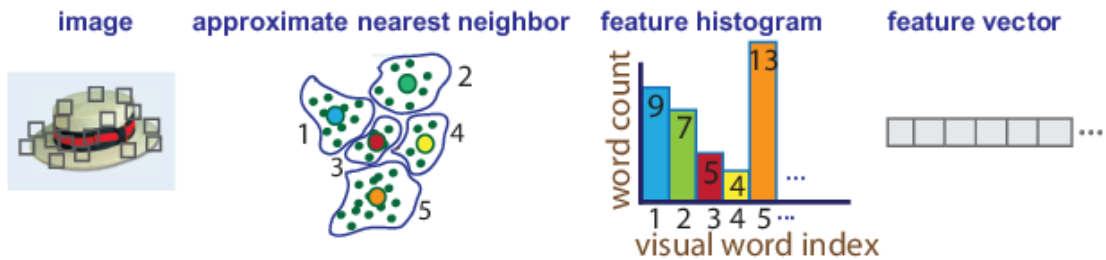 image
approximate nearest neighbor
feature histogram
feature vector
1
2
3
4
5
word count
9
7
5
4
13
...
1 2 3 4 5 ...
visual word index
...